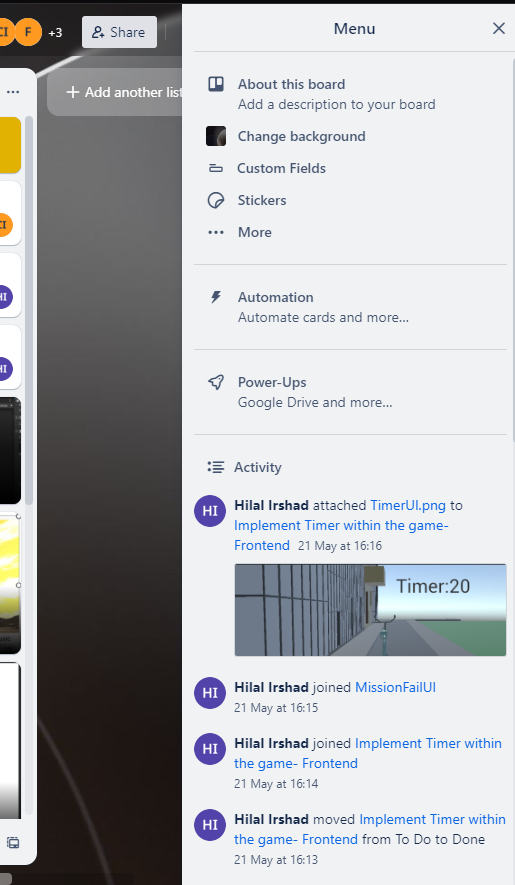 CI
F
+3
Share
Menu
Add another list
About this board
Add a description to your board
Change background
Custom Fields
Stickers
More
CI
HI
HI
Automation
Automate cards and more...
Power-Ups
Google Drive and more...
Activity
HI
Hilal Irshad attached TimerUI.png to
Implement Timer within the game-
Frontend 21 May at 16:16
Timer:20
HI
Hilal Irshad joined MissionFailUI
21 May at 16:15
HI
Hilal Irshad joined Implement Timer within
the game- Frontend
21 May at 16:14
HI
Hilal Irshad moved Implement Timer within
the game- Frontend from To Do to Done
21 May at 16:13